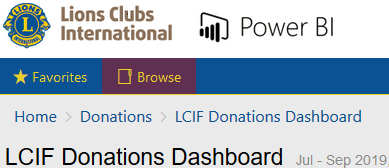 Lions Clubs International Power BI
Favorites Browse
Home > Donations > LCIF Donations Dashboard
LCIF Donations Dashboard Jul - Sep 2019